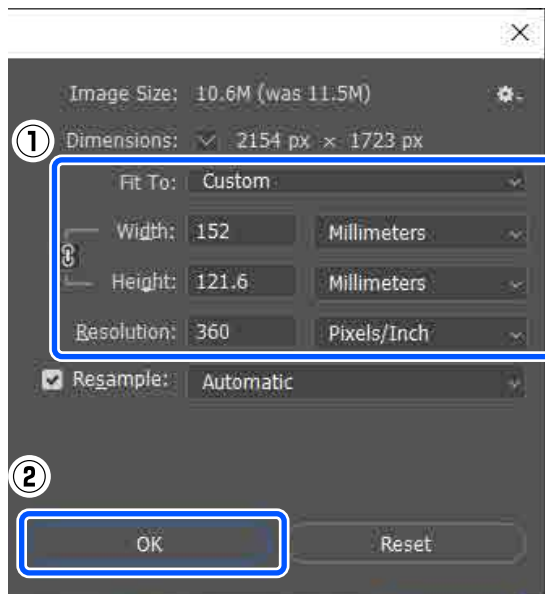 Image Size: 10.6M (was 11.5M)
① Dimensions: 2154 px × 1723 px
Fit To: Custom
Width: 152 Millimeters
Height: 121.6 Millimeters
Resolution: 360 Pixels/Inch
Resample: Automatic
②
OK Reset